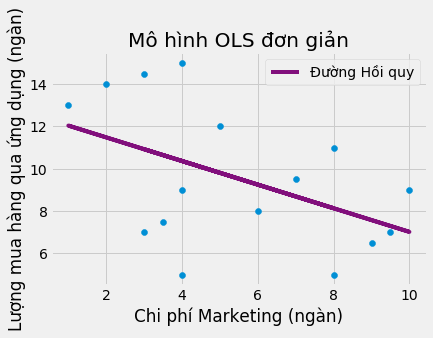 Mô hình OLS đơn giản
Đường Hồi quy
Lượng mua hàng qua ứng dụng (ngàn)
14
12
10
8
6
2
4
6
8
10
Chi phí Marketing (ngàn)